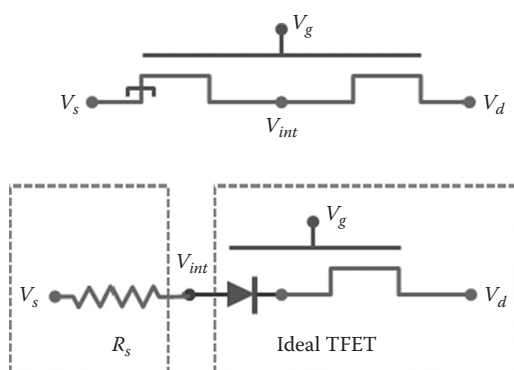 V_g
V_s
V_int
V_d
V_g
V_int
V_s
V_d
R_s
Ideal TFET